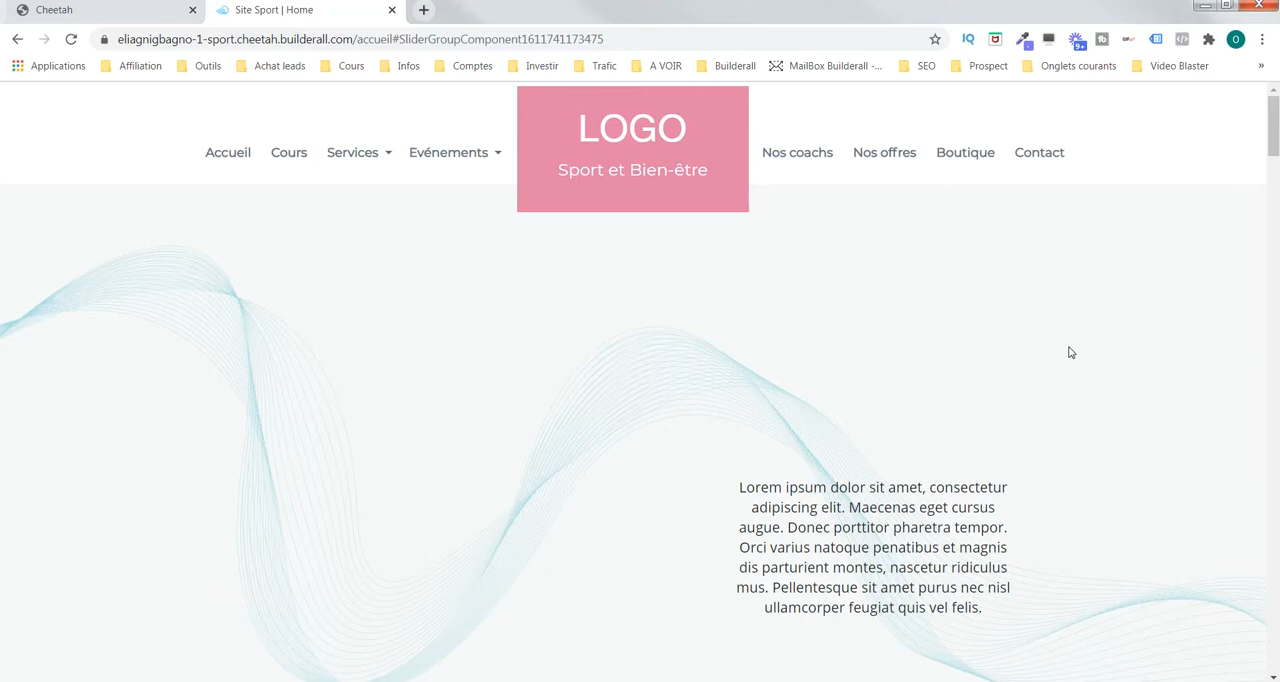 Cheetah
Site Sport | Home
eliagnigbagno-1-sport.cheetah.builderall.com/accueil#SliderGroupComponent1611741173475
Applications Affiliation Outils Achat leads Cours Infos Comptes Investir Trafic A VOIR Builderall MailBox Builderall -... SEO Prospect Onglets courants Video Blaster »
LOGO
Sport et Bien-être
Accueil Cours Services Evénements Nos coachs Nos offres Boutique Contact
Lorem ipsum dolor sit amet, consectetur
adipiscing elit. Maecenas eget cursus
augue. Donec porttitor pharetra tempor.
Orci varius natoque penatibus et magnis
dis parturient montes, nascetur ridiculus
mus. Pellentesque sit amet purus nec nisl
ullamcorper feugiat quis vel felis.